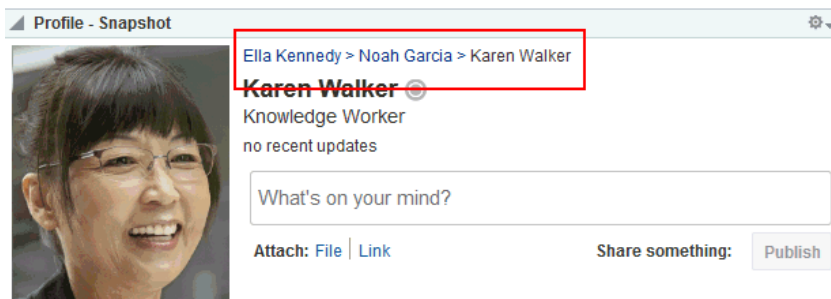 Profile - Snapshot
Ella Kennedy > Noah Garcia > Karen Walker
Karen Walker
Knowledge Worker
no recent updates
What's on your mind?
Attach: File | Link Share something: Publish